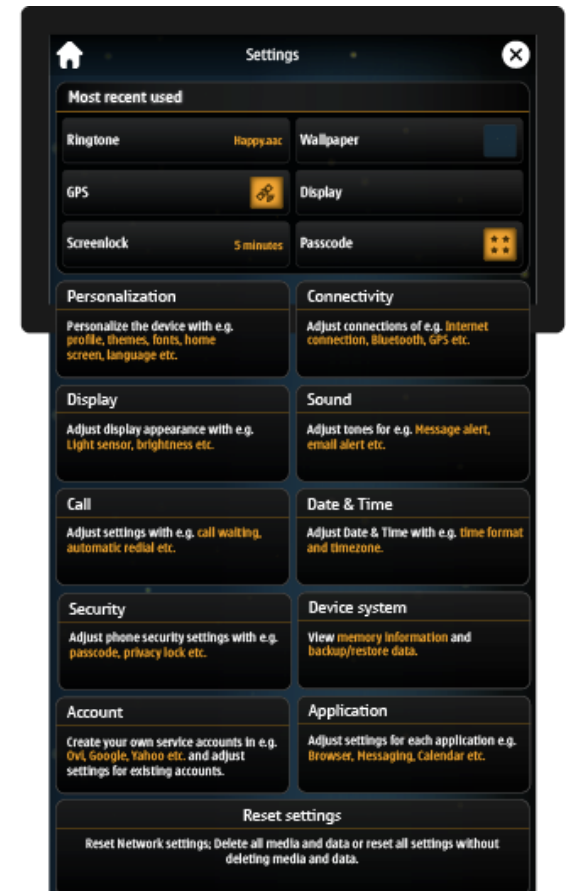 Settings
Most recent used
Ringtone Happy.aac Wallpaper
GPS Display
Screenlock 5 minutes Passcode
Personalization
Personalize the device with e.g.
profile, themes, fonts, home
screen, language etc.
Connectivity
Adjust connections of e.g. Internet
connection, Bluetooth, GPS etc.
Display
Adjust display appearance with e.g.
Light sensor, brightness etc.
Sound
Adjust tones for e.g. Message alert,
email alert etc.
Call
Adjust settings with e.g. call waiting,
automatic redial etc.
Date & Time
Adjust Date & Time with e.g. time format
and timezone.
Security
Adjust phone security settings with e.g.
passcode, privacy lock etc.
Device system
View memory information and
backup/restore data.
Account
Create your own service accounts in e.g.
Ovi, Google, Yahoo etc. and adjust
settings for existing accounts.
Application
Adjust settings for each application e.g.
Browser, Messaging, Calendar etc.
Reset settings
Reset Network settings; Delete all media and data or reset all settings without
deleting media and data.